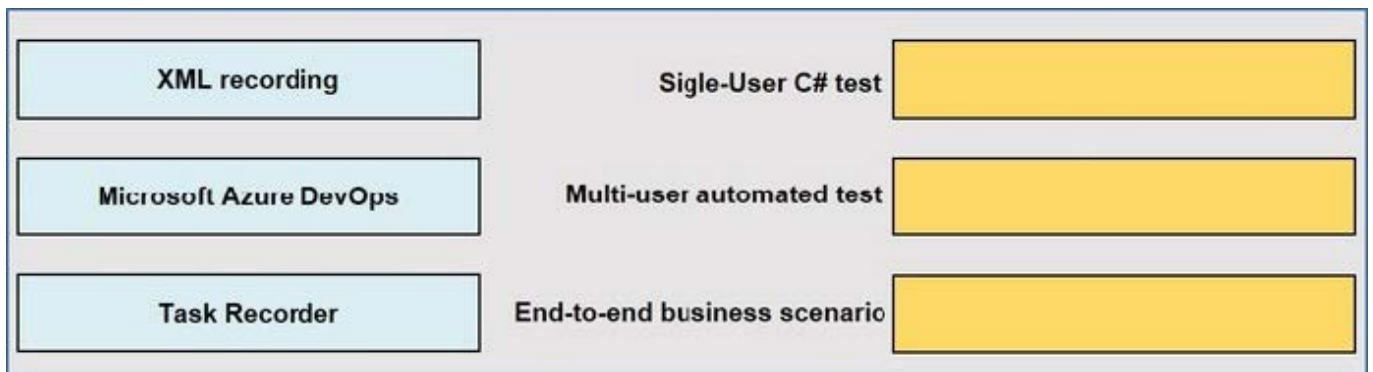 XML recording
Sigle-User C# test
Microsoft Azure DevOps
Multi-user automated test
Task Recorder
End-to-end business scenario